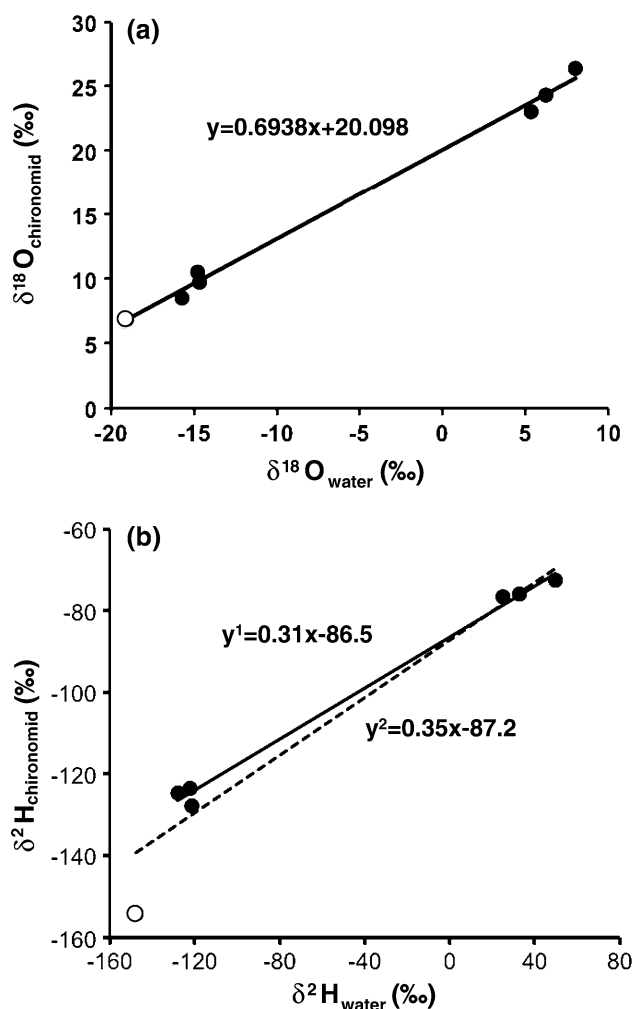 (a)
30
25
20
15
10
5
0
y=0.6938x+20.098
δ¹⁸Ochironomid (‰)
-20 -15 -10 -5 0 5 10
δ¹⁸Owater (‰)
(b)
-60
-80
-100
-120
-140
-160
y¹=0.31x-86.5
y²=0.35x-87.2
δ²Hchironomid (‰)
-160 -120 -80 -40 0 40 80
δ²Hwater (‰)